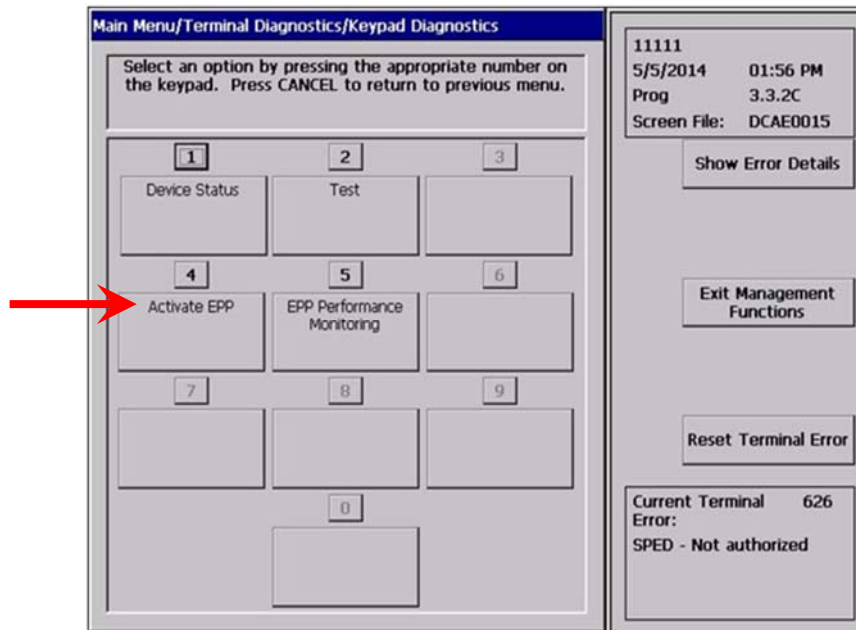 Main Menu/Terminal Diagnostics/Keypad Diagnostics
Select an option by pressing the appropriate number on
the keypad. Press CANCEL to return to previous menu.
1
2
3
Device Status
Test
4
5
6
Activate EPP
EPP Performance
Monitoring
7
8
9
0
11111
5/5/2014 01:56 PM
Prog 3.3.2C
Screen File: DCAE0015
Show Error Details
Exit Management
Functions
Reset Terminal Error
Current Terminal 626
Error:
SPED - Not authorized